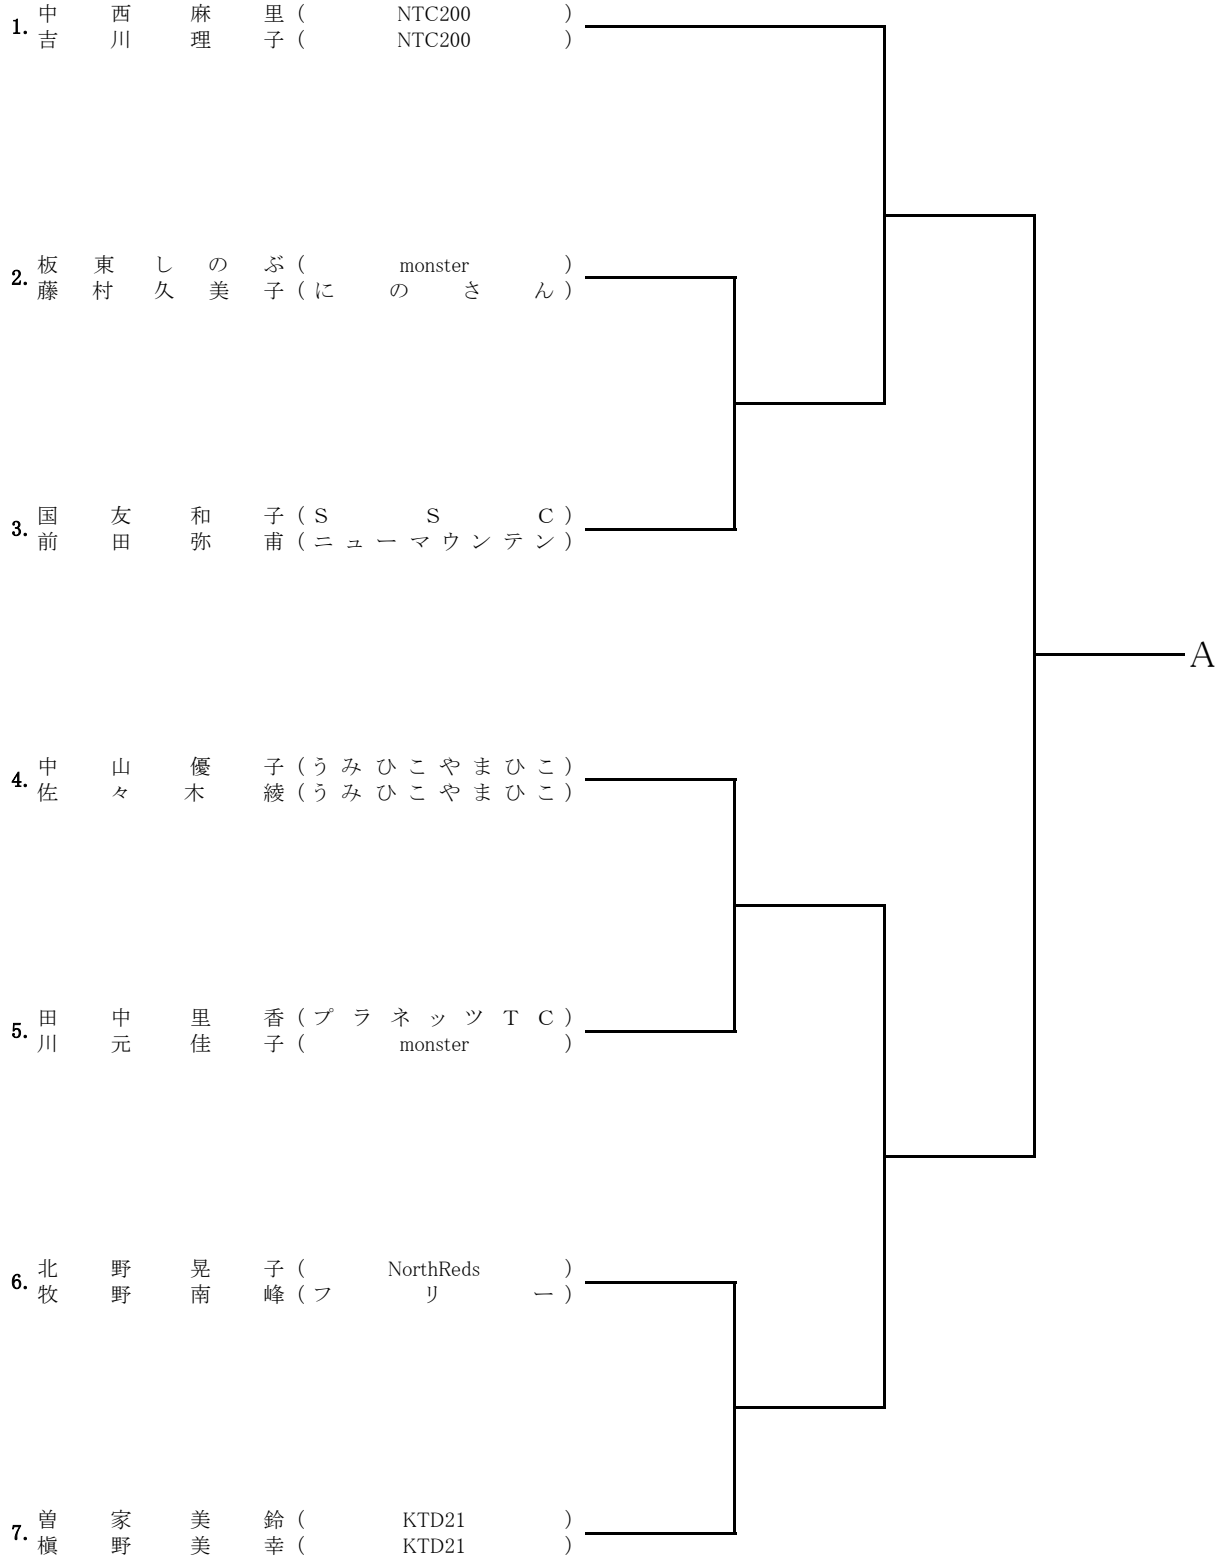 1. 中西麻里(NTC200)
吉川理子(NTC200)
2. 板東しのぶ(monster)
藤村久美子(にのさん)
3. 国友和子(SSC)
前田弥甫(ニューマウンテン)
A
4. 中山優子(うみひこやまひこ)
佐々木綾(うみひこやまひこ)
5. 田中里香(プラネッツTC)
川元佳子(monster)
6. 北野晃子(NorthReds)
牧野南峰(フリー)
7. 曽家美鈴(KTD21)
槇野美幸(KTD21)